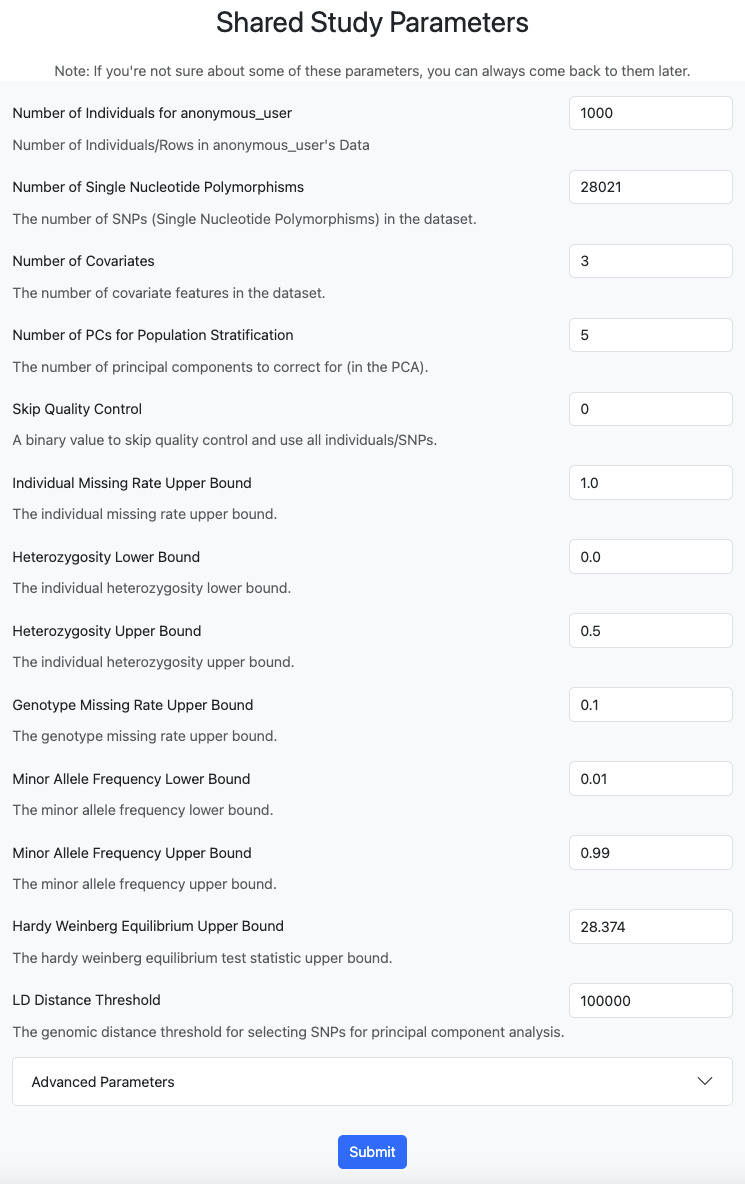 Shared Study Parameters
Note: If you're not sure about some of these parameters, you can always come back to them later.
Number of Individuals for anonymous_user
1000
Number of Individuals/Rows in anonymous_user's Data
Number of Single Nucleotide Polymorphisms
28021
The number of SNPs (Single Nucleotide Polymorphisms) in the dataset.
Number of Covariates
3
The number of covariate features in the dataset.
Number of PCs for Population Stratification
5
The number of principal components to correct for (in the PCA).
Skip Quality Control
0
A binary value to skip quality control and use all individuals/SNPs.
Individual Missing Rate Upper Bound
1.0
The individual missing rate upper bound.
Heterozygosity Lower Bound
0.0
The individual heterozygosity lower bound.
Heterozygosity Upper Bound
0.5
The individual heterozygosity upper bound.
Genotype Missing Rate Upper Bound
0.1
The genotype missing rate upper bound.
Minor Allele Frequency Lower Bound
0.01
The minor allele frequency lower bound.
Minor Allele Frequency Upper Bound
0.99
The minor allele frequency upper bound.
Hardy Weinberg Equilibrium Upper Bound
28.374
The hardy weinberg equilibrium test statistic upper bound.
LD Distance Threshold
100000
The genomic distance threshold for selecting SNPs for principal component analysis.
Advanced Parameters
Submit